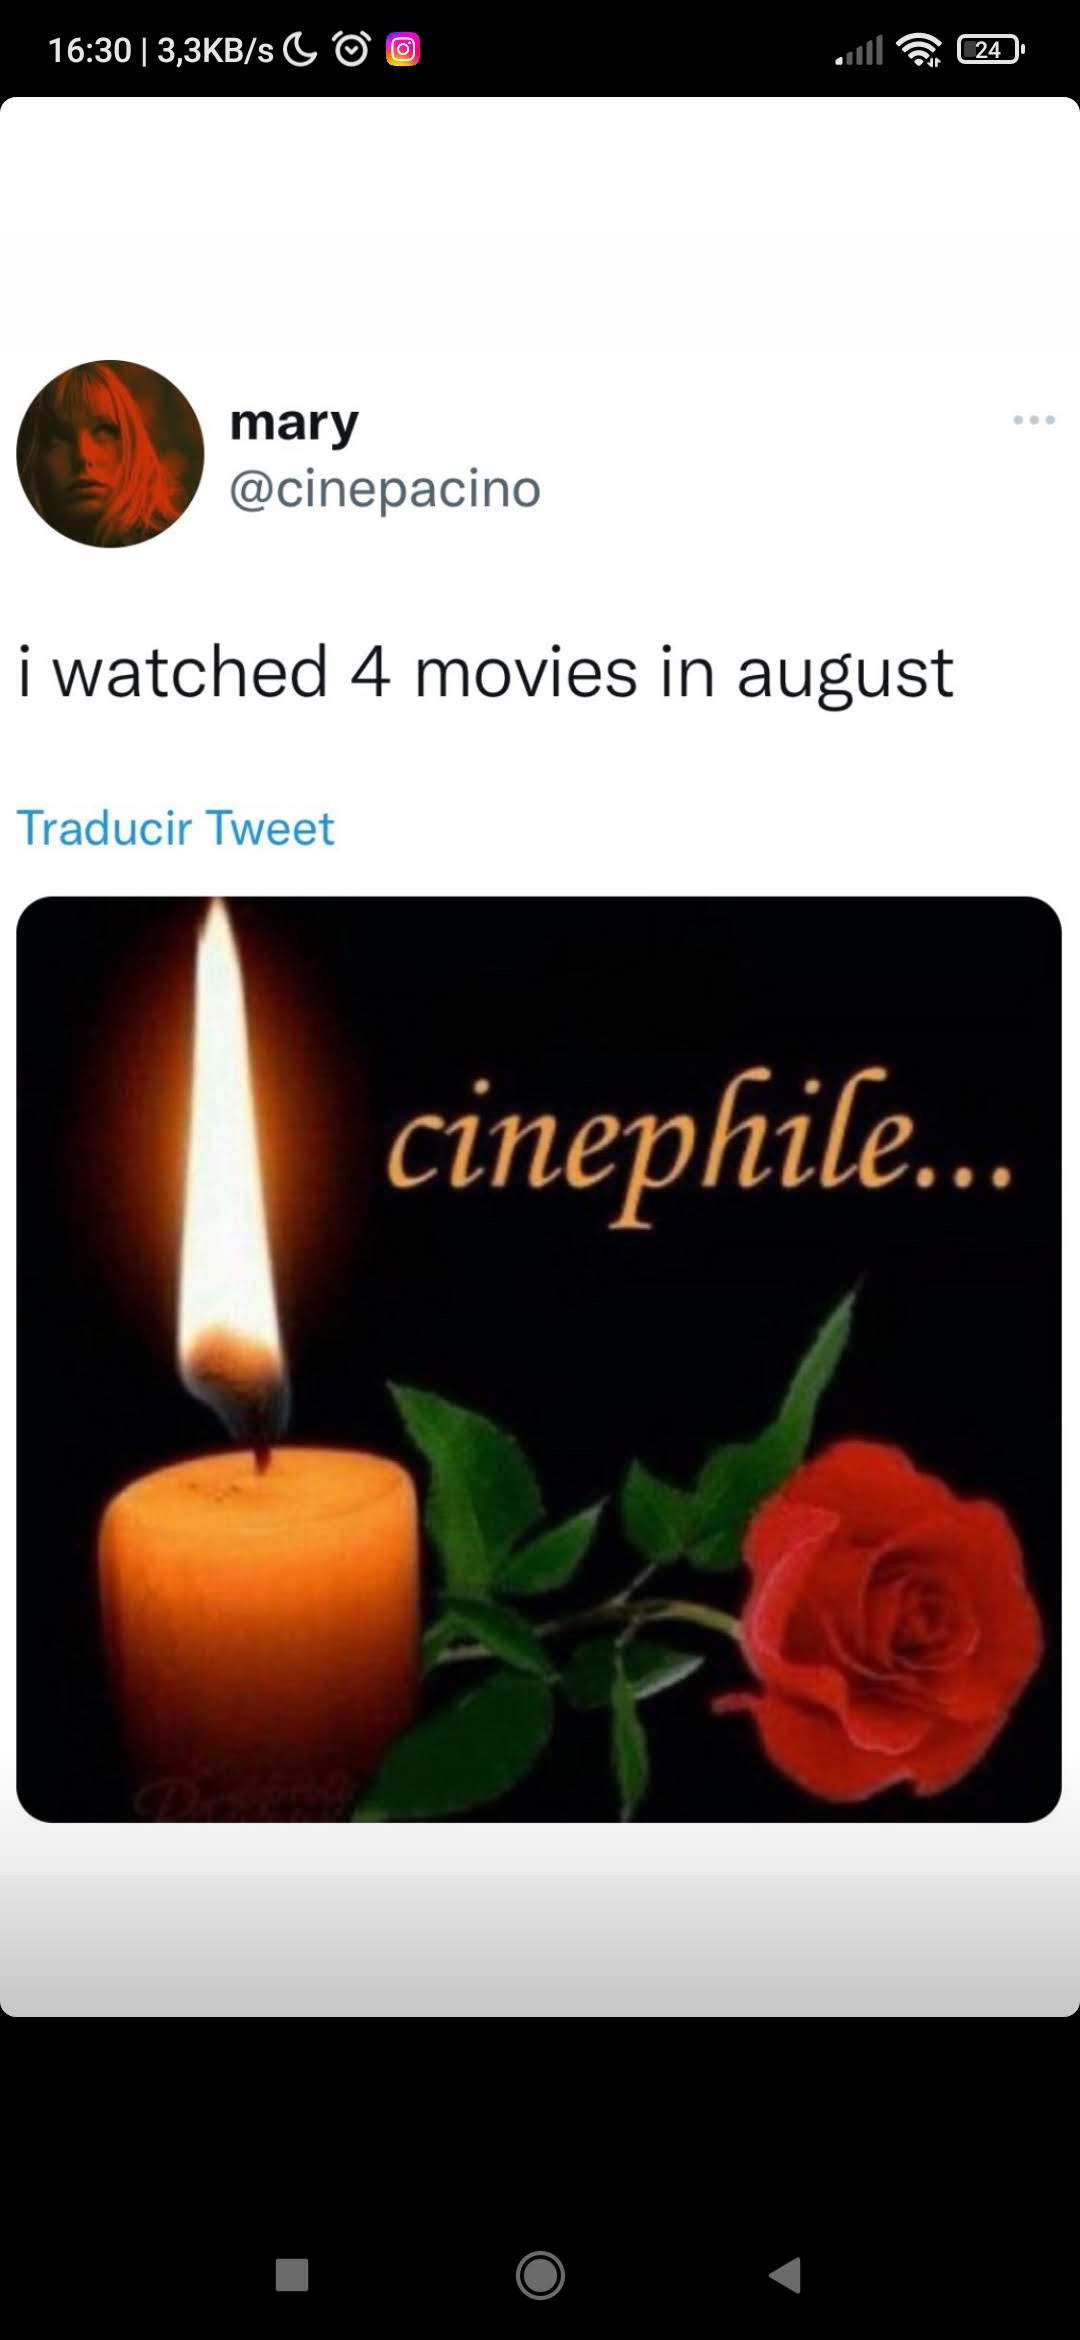 16:30 | 3,3KB/s
24
mary
@cinepacino
i watched 4 movies in august
Traducir Tweet
cinephile...